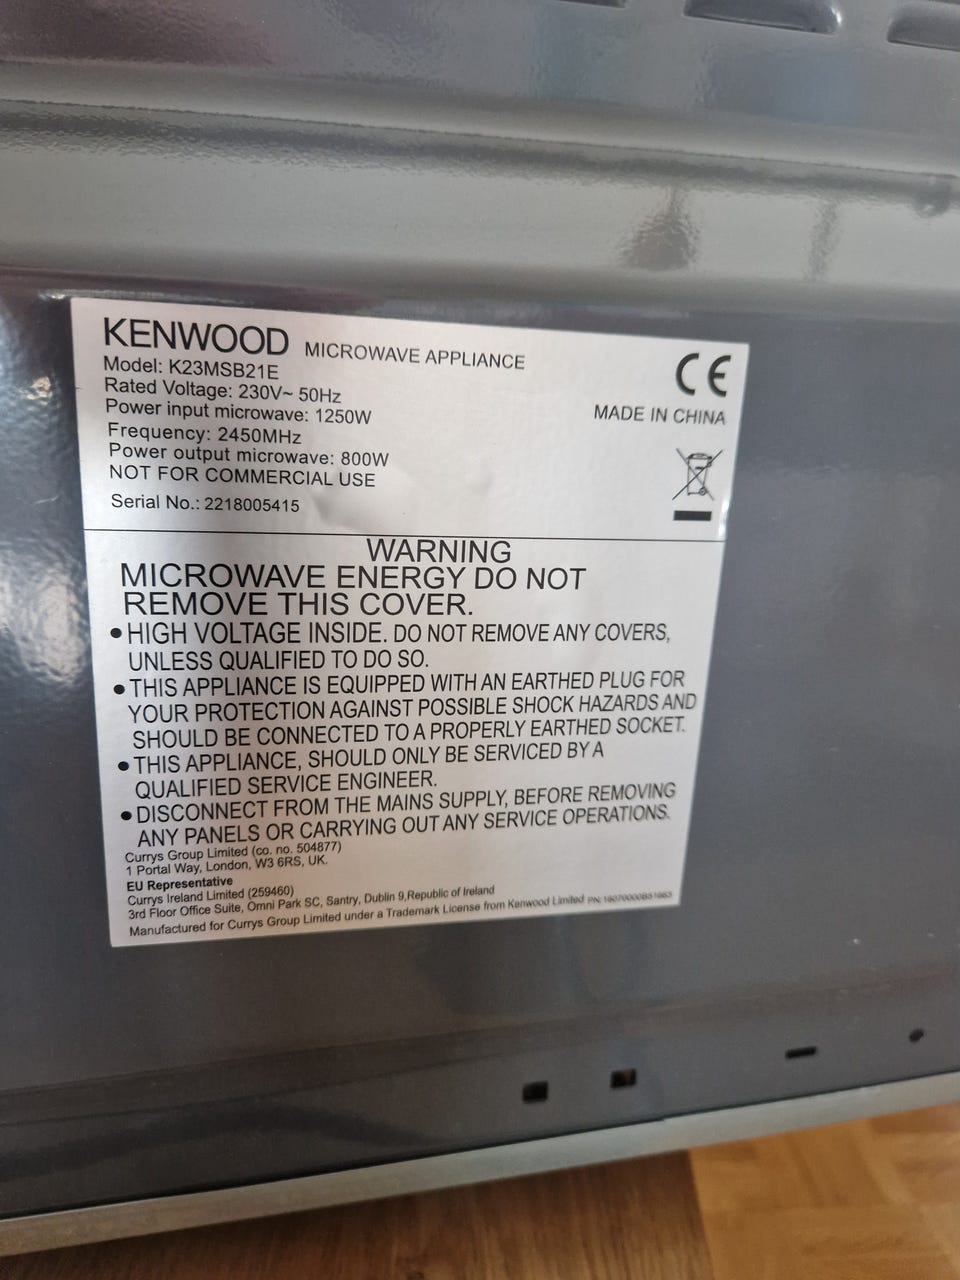 KENWOOD MICROWAVE APPLIANCE
Model: K23MSB21E
Rated Voltage: 230V~ 50Hz
Power input microwave: 1250W
Frequency: 2450MHz
Power output microwave: 800W
NOT FOR COMMERCIAL USE
Serial No.: 2218005415
CE
MADE IN CHINA
WARNING
MICROWAVE ENERGY DO NOT
REMOVE THIS COVER.
• HIGH VOLTAGE INSIDE. DO NOT REMOVE ANY COVERS,
UNLESS QUALIFIED TO DO SO.
• THIS APPLIANCE IS EQUIPPED WITH AN EARTHED PLUG FOR
YOUR PROTECTION AGAINST POSSIBLE SHOCK HAZARDS AND
SHOULD BE CONNECTED TO A PROPERLY EARTHED SOCKET.
• THIS APPLIANCE, SHOULD ONLY BE SERVICED BY A
QUALIFIED SERVICE ENGINEER.
• DISCONNECT FROM THE MAINS SUPPLY, BEFORE REMOVING
ANY PANELS OR CARRYING OUT ANY SERVICE OPERATIONS.
Currys Group Limited (co. no. 504877)
1 Portal Way, London, W3 6RS, UK.
EU Representative
Currys Ireland Limited (259460)
3rd Floor Office Suite, Omni Park SC, Santry, Dublin 9,Republic of Ireland
Manufactured for Currys Group Limited under a Trademark License from Kenwood Limited PN: